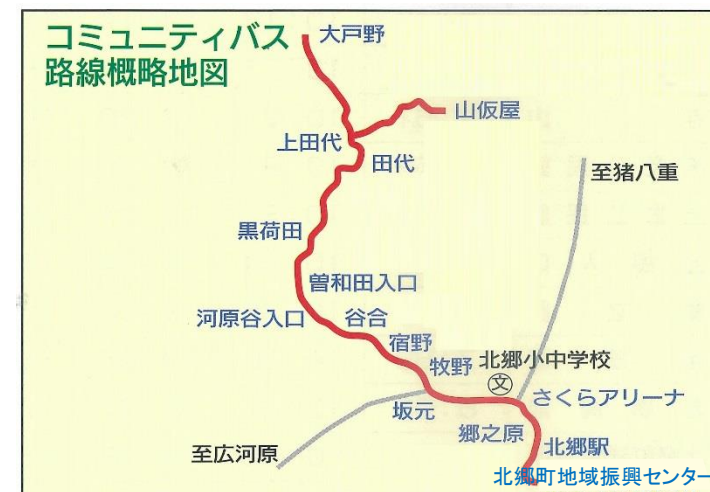 コミュニティバス
路線概略地図
大戸野
山仮屋
上田代
田代
至猪八重
黒荷田
曽和田入口
河原谷入口
谷合
宿野
牧野
北郷小中学校
文
さくらアリーナ
坂元
郷之原
北郷駅
至広河原
北郷町地域振興センター